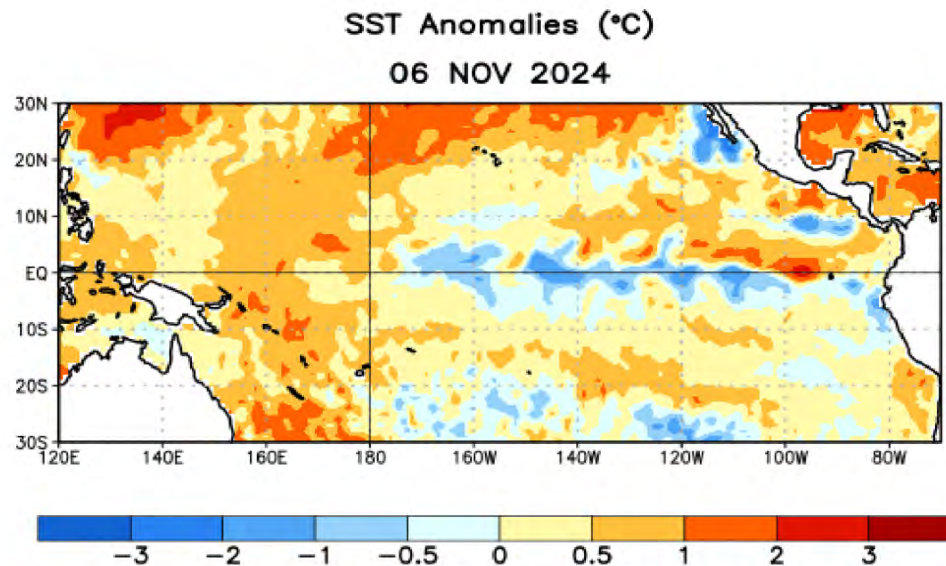 SST Anomalies (°C)
06 NOV 2024
30N
20N
10N
EQ
10S
20S
30S
120E 140E 160E 180 160W 140W 120W 100W 80W
-3 -2 -1 -0.5 0 0.5 1 2 3